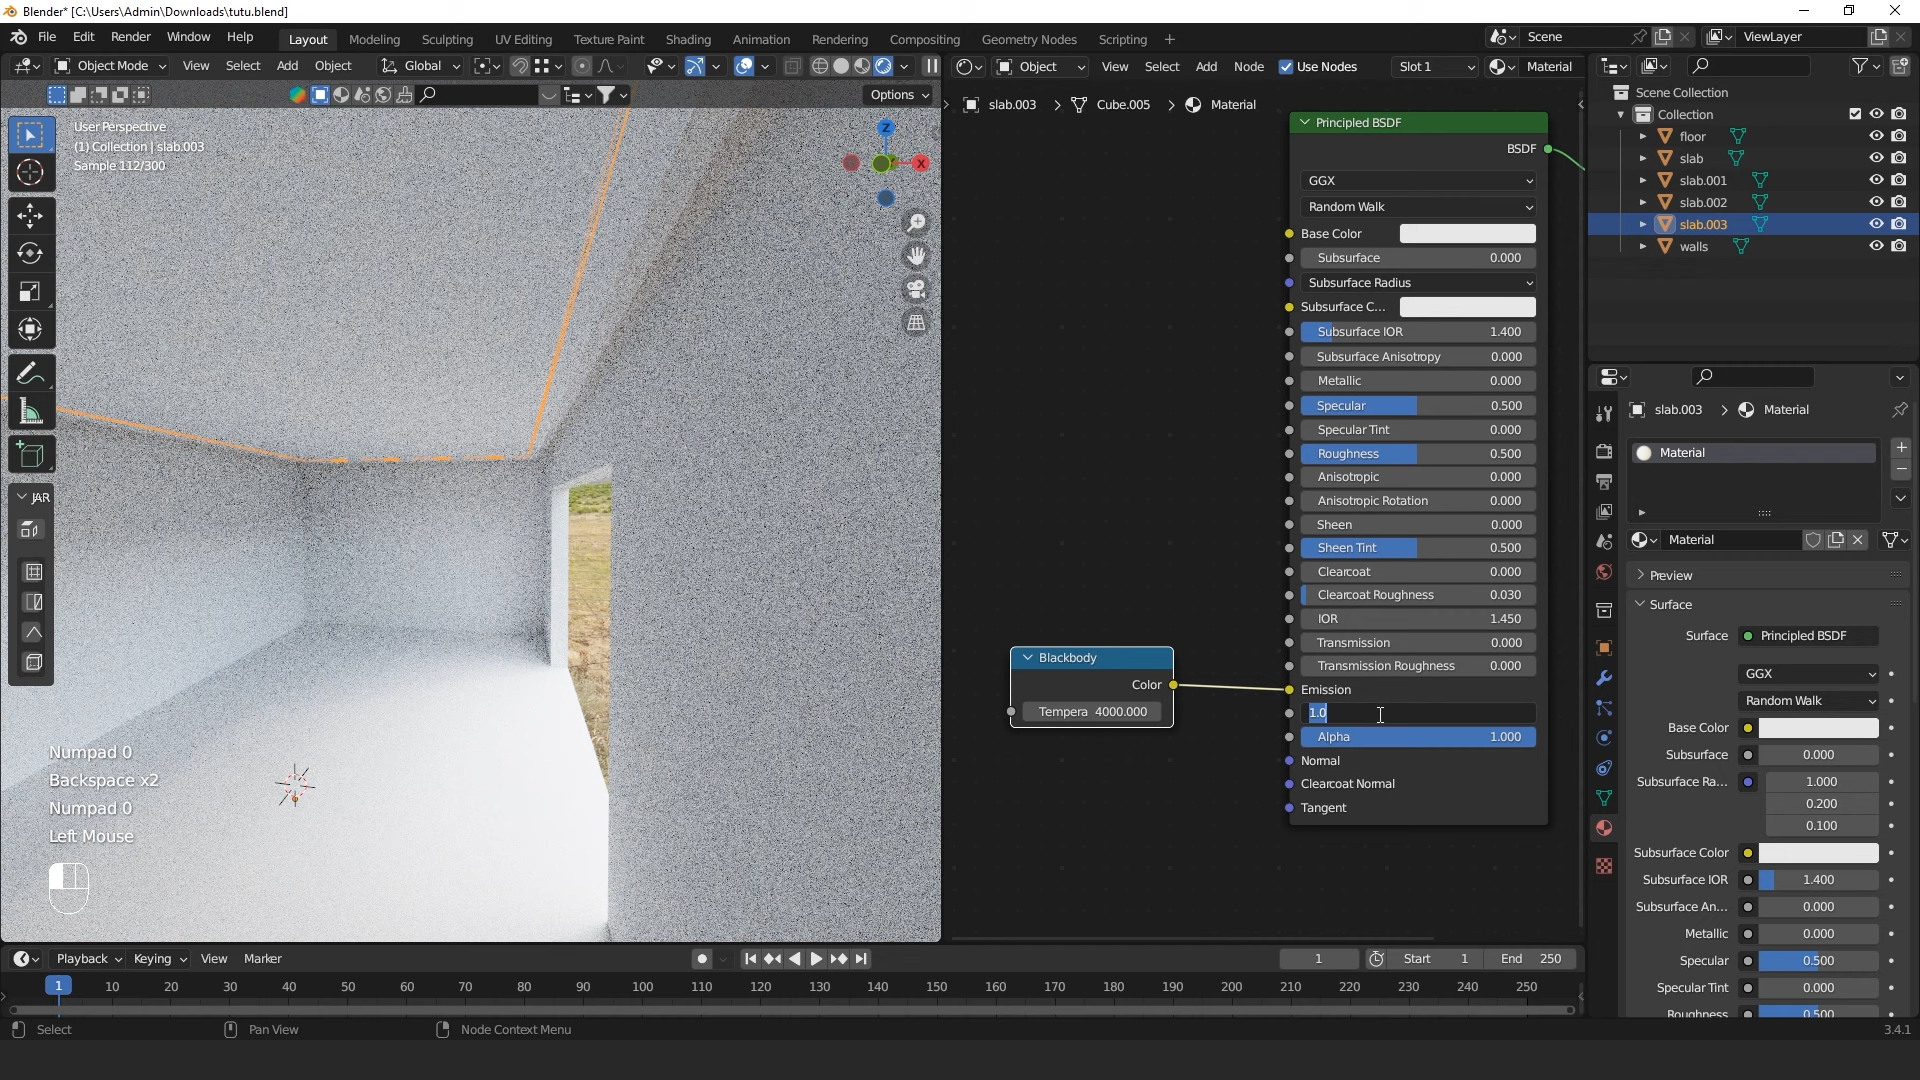 Blender* [C:\Users\Admin\Downloads\tutu.blend]
File Edit Render Window Help Layout Modeling Sculpting UV Editing Texture Paint Shading Animation Rendering Compositing Geometry Nodes Scripting + Scene ViewLayer
Object Mode View Select Add Object Global Object View Select Add Node Use Nodes Slot 1 Material
Options
slab.003 > Cube.005 > Material
User Perspective
(1) Collection | slab.003
Sample 112/300
Z
X
JAR
Numpad 0
Backspace x2
Numpad 0
Left Mouse
Principled BSDF
BSDF
GGX
Random Walk
Base Color
Subsurface 0.000
Subsurface Radius
Subsurface C...
Subsurface IOR 1.400
Subsurface Anisotropy 0.000
Metallic 0.000
Specular 0.500
Specular Tint 0.000
Roughness 0.500
Anisotropic 0.000
Anisotropic Rotation 0.000
Sheen 0.000
Sheen Tint 0.500
Clearcoat 0.000
Clearcoat Roughness 0.030
IOR 1.450
Transmission 0.000
Transmission Roughness 0.000
Emission
1.0
Alpha 1.000
Normal
Clearcoat Normal
Tangent
Blackbody
Color
Tempera 4000.000
Scene Collection
Collection
floor
slab
slab.001
slab.002
slab.003
walls
slab.003 > Material
Material
Material
Preview
Surface
Surface Principled BSDF
GGX
Random Walk
Base Color
Subsurface 0.000
Subsurface Ra... 1.000
0.200
0.100
Subsurface Color
Subsurface IOR 1.400
Subsurface An... 0.000
Metallic 0.000
Specular 0.500
Specular Tint 0.000
Roughness 0.500
Playback Keying View Marker 1 Start 1 End 250
1 10 20 30 40 50 60 70 80 90 100 110 120 130 140 150 160 170 180 190 200 210 220 230 240 250
Select Pan View Node Context Menu 3.4.1